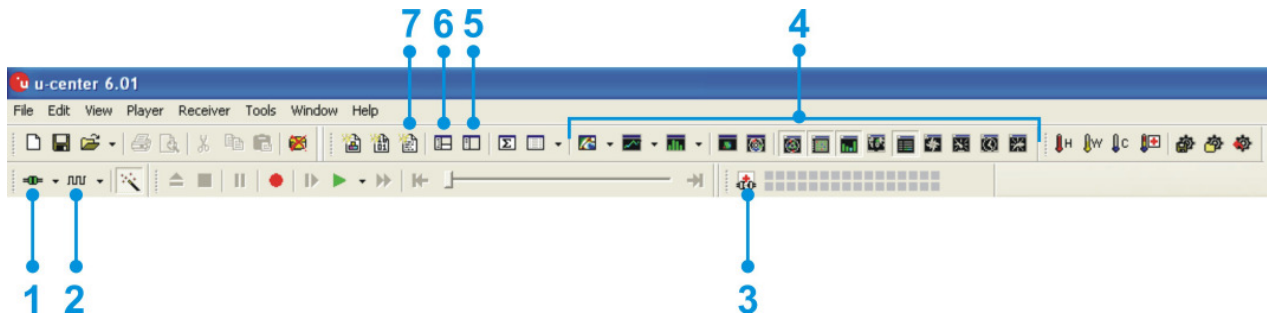 7 6 5 4
u u-center 6.01
File Edit View Player Receiver Tools Window Help
Σ H W C
1 2 3